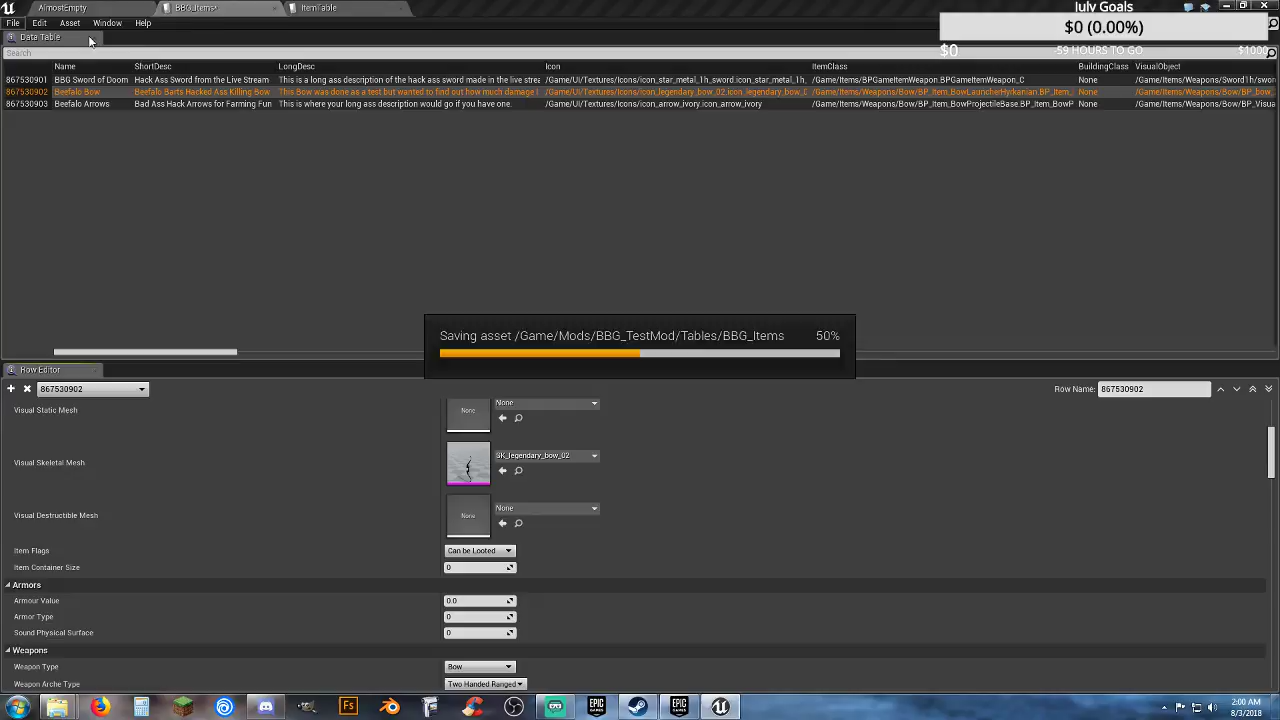 AlmostEmpty
BBG_Items*
ItemTable
July Goals
File Edit Asset Window Help
$0 (0.00%)
Data Table
$0 -59 HOURS TO GO $1000
Search
Name ShortDesc LongDesc Icon ItemClass BuildingClass VisualObject
867530901 BBG Sword of Doom Hack Ass Sword from the Live Stream This is a long ass description of the hack ass sword made in the live strea /Game/UI/Textures/Icons/icon_star_metal_1h_sword.icon_star_metal_1h. /Game/Items/Weapons/BPGameItemWeapon.BPGameItemWeapon_C None /Game/Items/Weapons/Sword1h/swor
867530902 Beefalo Bow Beefalo Barts Hacked Ass Killing Bow This Bow was done as a test but wanted to find out how much damage I /Game/UI/Textures/Icons/icon_legendary_bow_02.icon_legendary_bow_0 /Game/Items/Weapons/Bow/BP_Item_BowLauncherHyrkanian.BP_Item_ None /Game/Items/Weapons/Bow/BP_bow_
867530903 Beefalo Arrows Bad Ass Hack Arrows for Farming Fun This is where your long ass description would go if you have one. /Game/UI/Textures/Icons/icon_arrow_ivory.icon_arrow_ivory /Game/Items/Weapons/Bow/BP_Item_BowProjectileBase.BP_Item_BowP None /Game/Items/Weapons/Bow/BP_Visua
Saving asset /Game/Mods/BBG_TestMod/Tables/BBG_Items 50%
Row Editor
867530902 Row Name: 867530902
Visual Static Mesh None None
Visual Skeletal Mesh SK_legendary_bow_02
Visual Destructible Mesh None None
Item Flags Can be Looted
Item Container Size 0
Armors
Armour Value 0.0
Armor Type 0
Sound Physical Surface 0
Weapons
Weapon Type Bow
Weapon Arche Type Two Handed Ranged
Fs
EPIC GAMES
EPIC GAMES
2:00 AM
8/3/2018